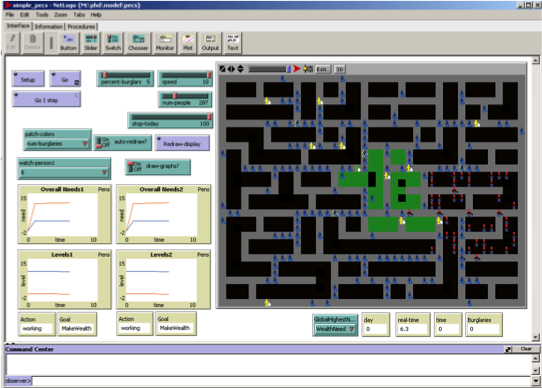 simple_pecs - NetLogo {M:\phd\model\pecs}
File Edit Tools Zoom Tabs Help
Interface Information Procedures
Edit Delete Button Slider Switch Chooser Monitor Plot Output Text
Setup Go percent-burglars 5 speed 10
Go 1 step num-people 287
stop-today 100
patch-colors num-burglaries On Off auto-redraw? Redraw-display
watch-person1 0 On Off draw-graphs?
Overall Needs1 Pens Overall Needs2 Pens
15 need -2 0 time 10
15 need -2 0 time 10
Levels1 Pens Levels2 Pens
15 level -2 0 time 10
15 level -2 0 time 10
Action working Goal MakeWealth Action working Goal MakeWealth
Edit... 3D
GlobalHighestN... WealthNeed day 0 real-time 6.3 time 0 Burglaries 0
Command Center Clear
observer>